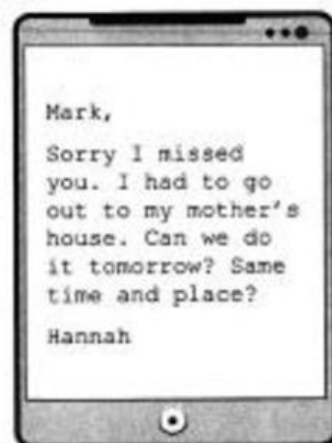 Mark,
Sorry I missed
you. I had to go
out to my mother's
house. Can we do
it tomorrow? Same
time and place?
Hannah